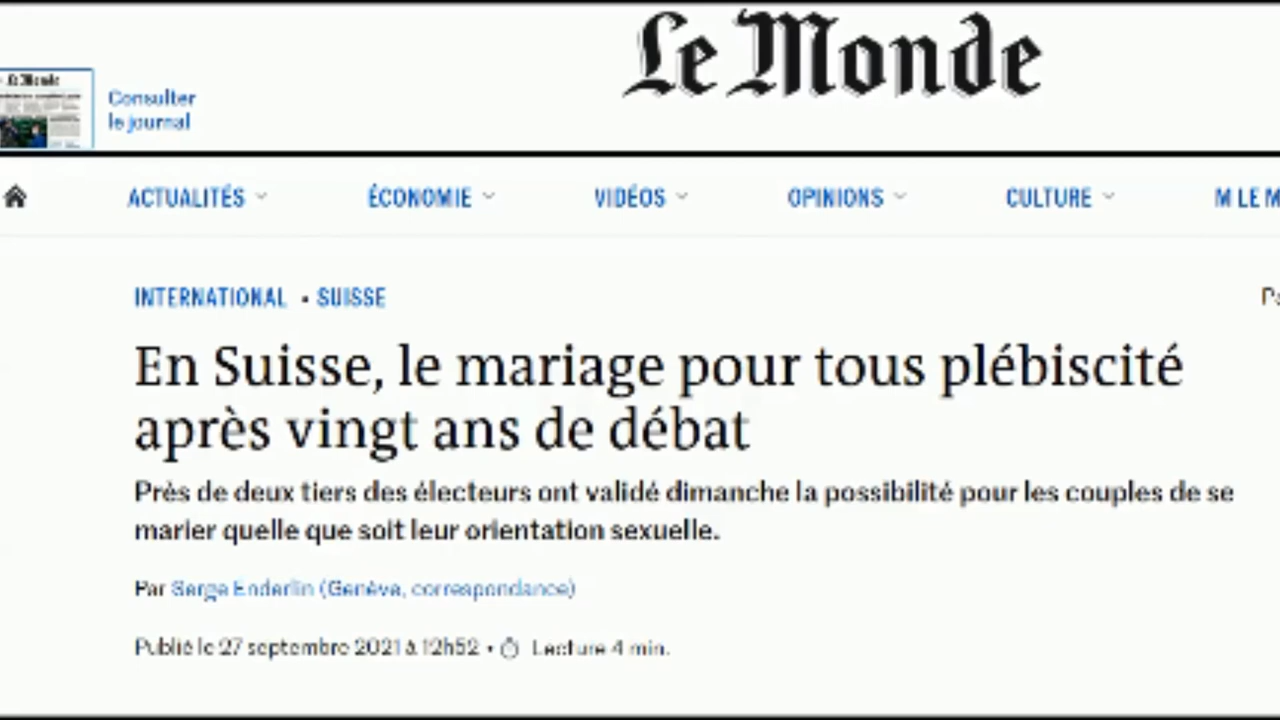 Le Monde
Le Monde
Consulter
le journal
ACTUALITÉS
ÉCONOMIE
VIDÉOS
OPINIONS
CULTURE
M LE M
INTERNATIONAL • SUISSE
En Suisse, le mariage pour tous plébiscité
après vingt ans de débat
Près de deux tiers des électeurs ont validé dimanche la possibilité pour les couples de se
marier quelle que soit leur orientation sexuelle.
Par Serge Enderlin (Genève, correspondance)
Publié le 27 septembre 2021 à 12h52 • Lecture 4 min.